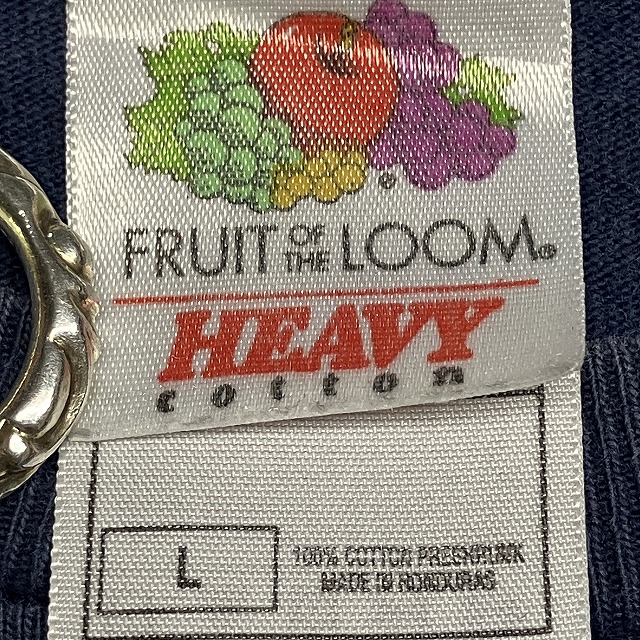 FRUIT OF THE LOOM®
HEAVY
cotton
L
100% COTTON PRESHRUNK
MADE IN HONDURAS